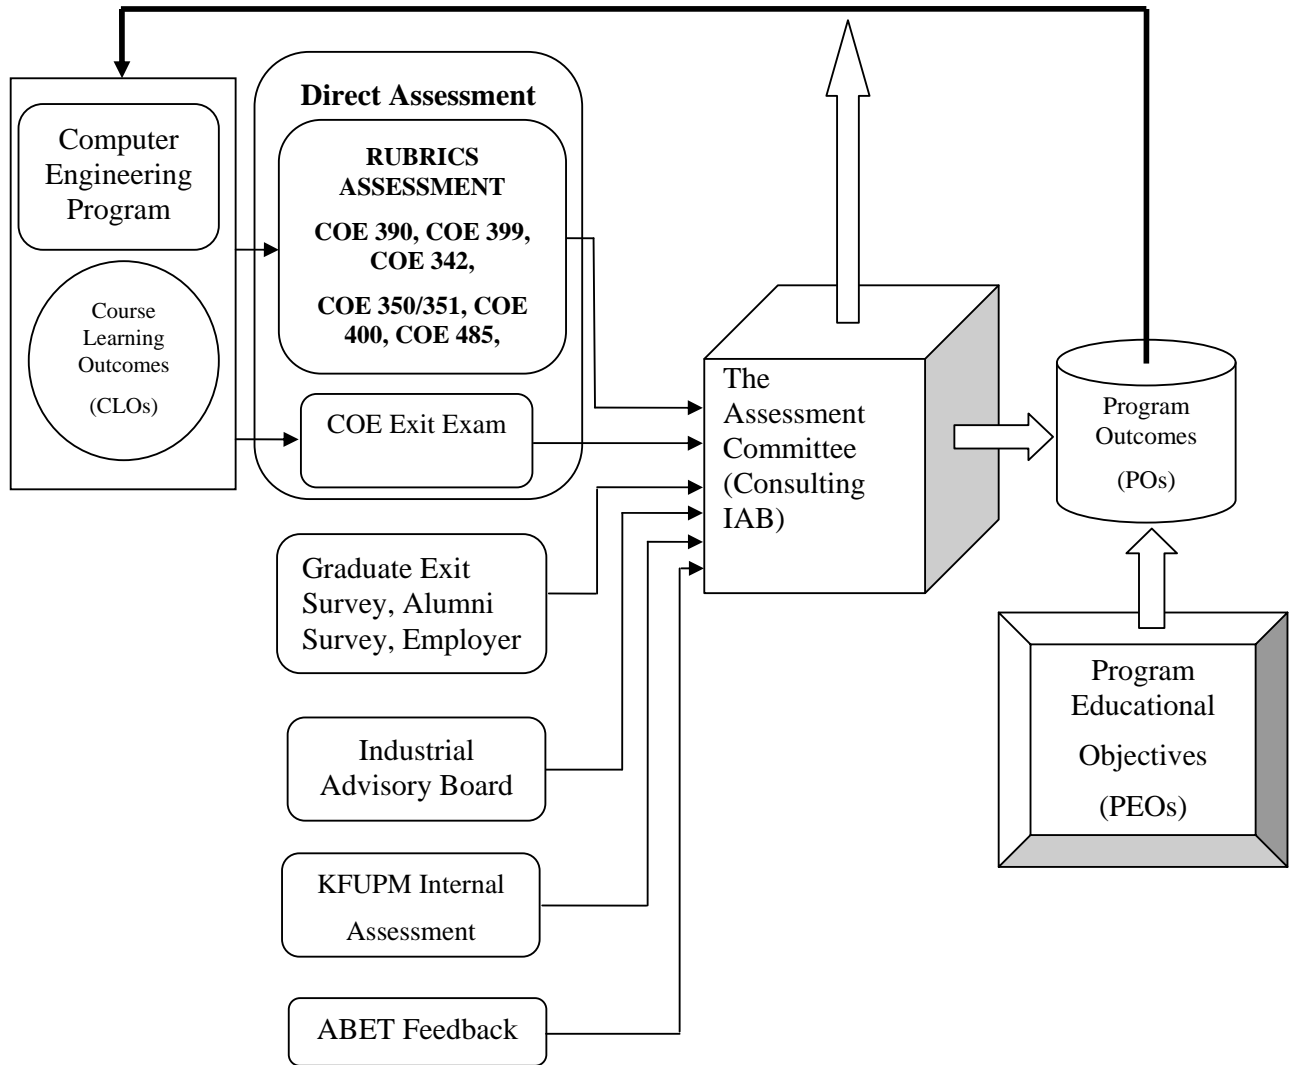 Computer
Engineering
Program
Course
Learning
Outcomes
(CLOs)
Direct Assessment
RUBRICS
ASSESSMENT
COE 390, COE 399,
COE 342,
COE 350/351, COE
400, COE 485,
COE Exit Exam
Graduate Exit
Survey, Alumni
Survey, Employer
Industrial
Advisory Board
KFUPM Internal
Assessment
ABET Feedback
The
Assessment
Committee
(Consulting
IAB)
Program
Outcomes
(POs)
Program
Educational
Objectives
(PEOs)